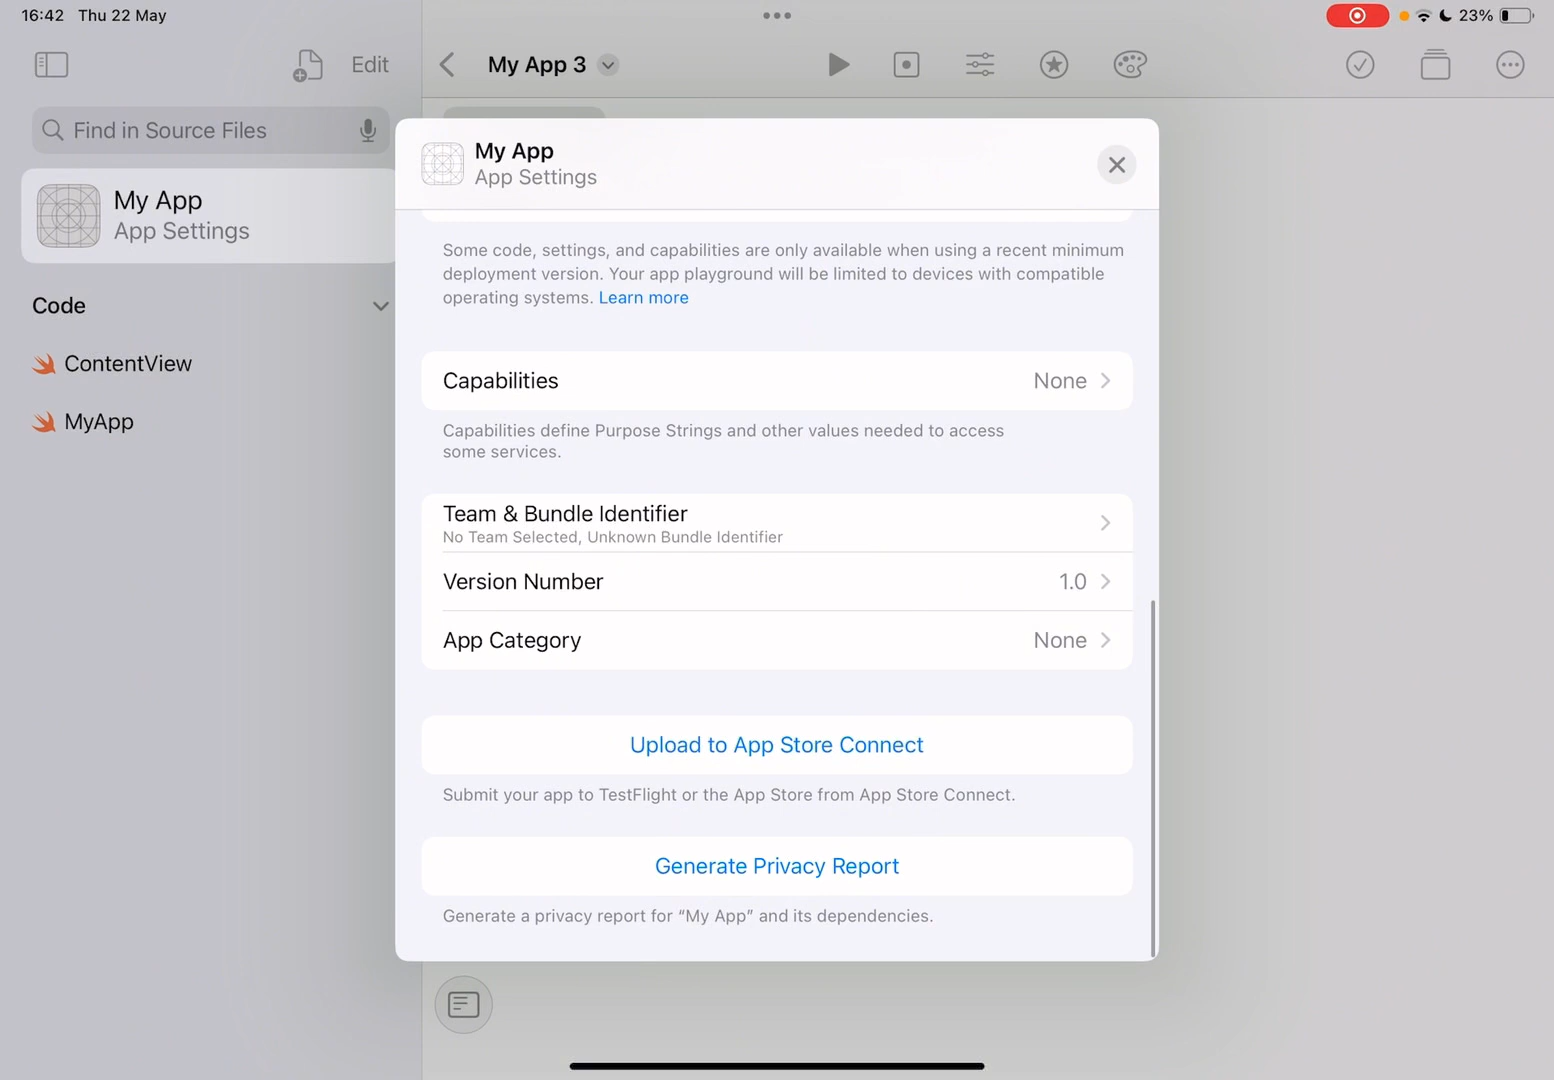 16:42 Thu 22 May
23%
Edit
My App 3
Find in Source Files
My App
App Settings
Code
ContentView
MyApp
My App
App Settings
Some code, settings, and capabilities are only available when using a recent minimum
deployment version. Your app playground will be limited to devices with compatible
operating systems. Learn more
Capabilities None
Capabilities define Purpose Strings and other values needed to access
some services.
Team & Bundle Identifier
No Team Selected, Unknown Bundle Identifier
Version Number 1.0
App Category None
Upload to App Store Connect
Submit your app to TestFlight or the App Store from App Store Connect.
Generate Privacy Report
Generate a privacy report for “My App” and its dependencies.